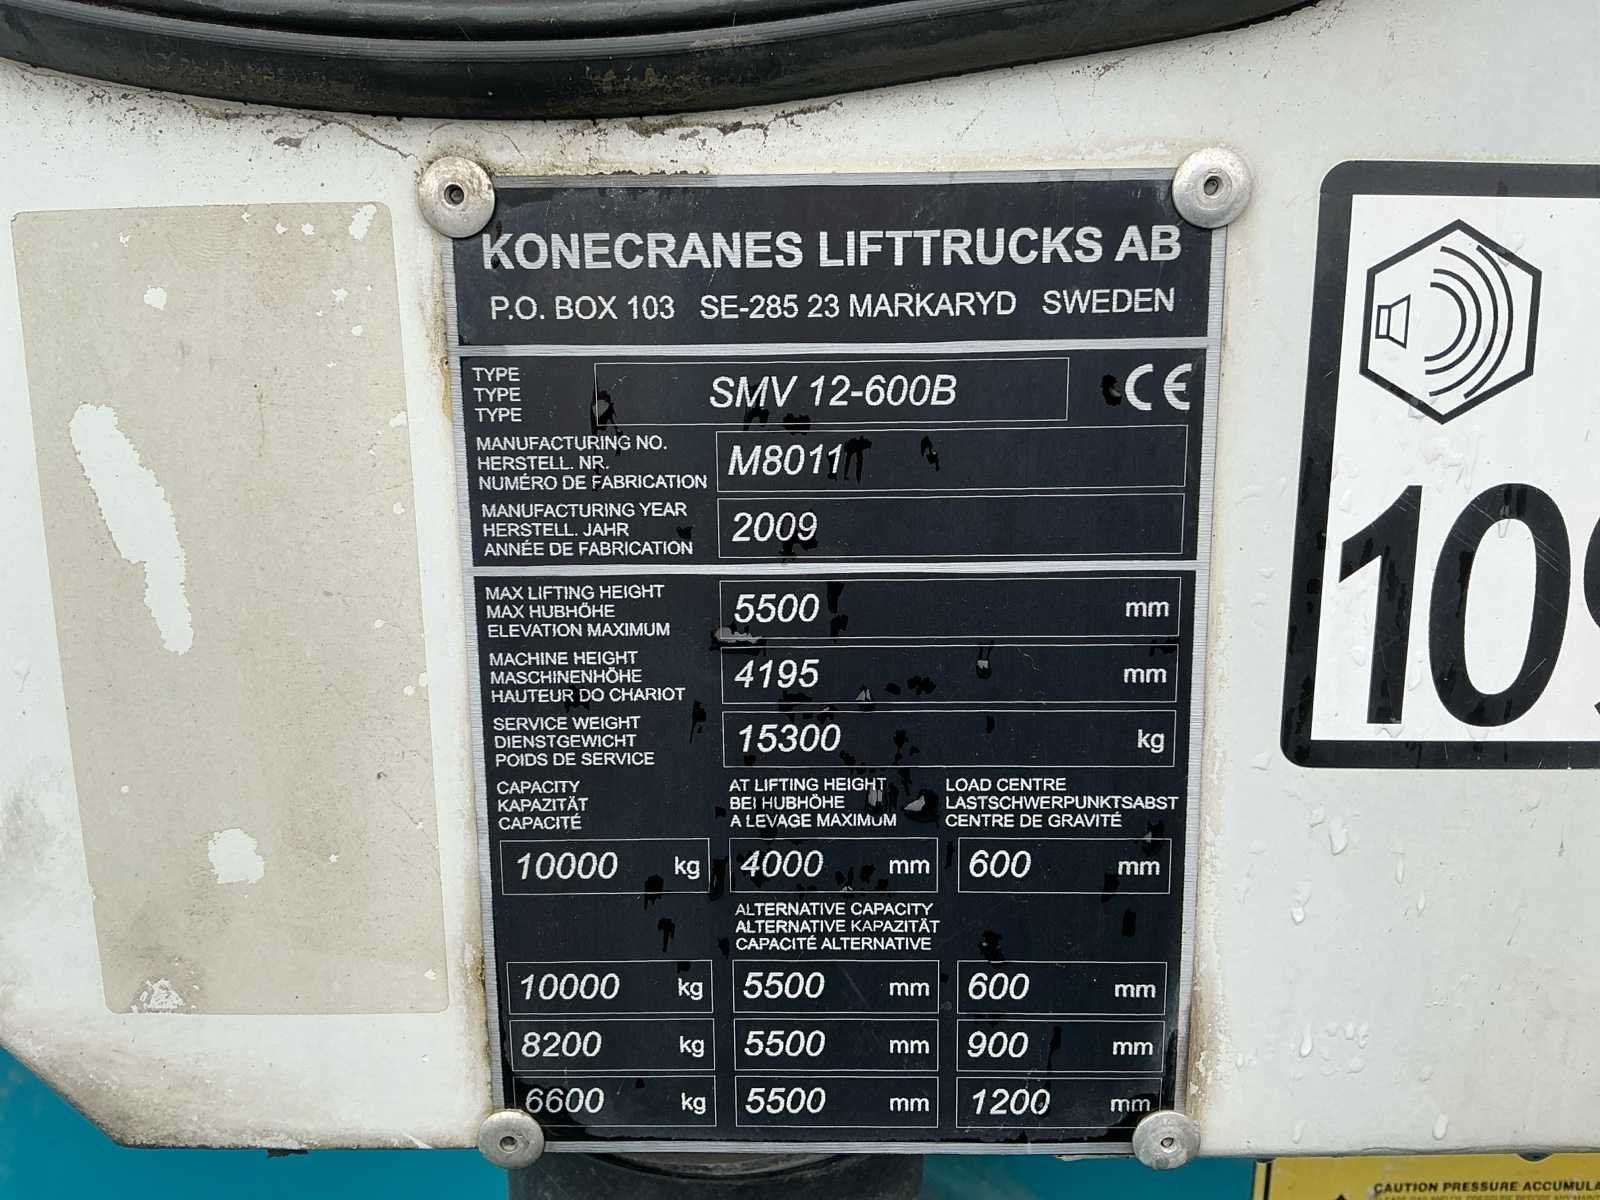 KONECRANES LIFTTRUCKS AB
P.O. BOX 103 SE-285 23 MARKARYD SWEDEN
TYPE
TYPE
TYPE
SMV 12-600B
CE
MANUFACTURING NO.
HERSTELL. NR.
NUMÉRO DE FABRICATION
M8011
MANUFACTURING YEAR
HERSTELL. JAHR
ANNÉE DE FABRICATION
2009
MAX LIFTING HEIGHT
MAX HUBHÖHE
ELEVATION MAXIMUM
5500 mm
MACHINE HEIGHT
MASCHINENHÖHE
HAUTEUR DO CHARIOT
4195 mm
SERVICE WEIGHT
DIENSTGEWICHT
POIDS DE SERVICE
15300 kg
CAPACITY
KAPAZITÄT
CAPACITÉ
AT LIFTING HEIGHT
BEI HUBHÖHE
A LEVAGE MAXIMUM
LOAD CENTRE
LASTSCHWERPUNKTSABST
CENTRE DE GRAVITÉ
10000 kg 4000 mm 600 mm
ALTERNATIVE CAPACITY
ALTERNATIVE KAPAZITÄT
CAPACITÉ ALTERNATIVE
10000 kg 5500 mm 600 mm
8200 kg 5500 mm 900 mm
6600 kg 5500 mm 1200 mm
109
CAUTION PRESSURE ACCUMULA